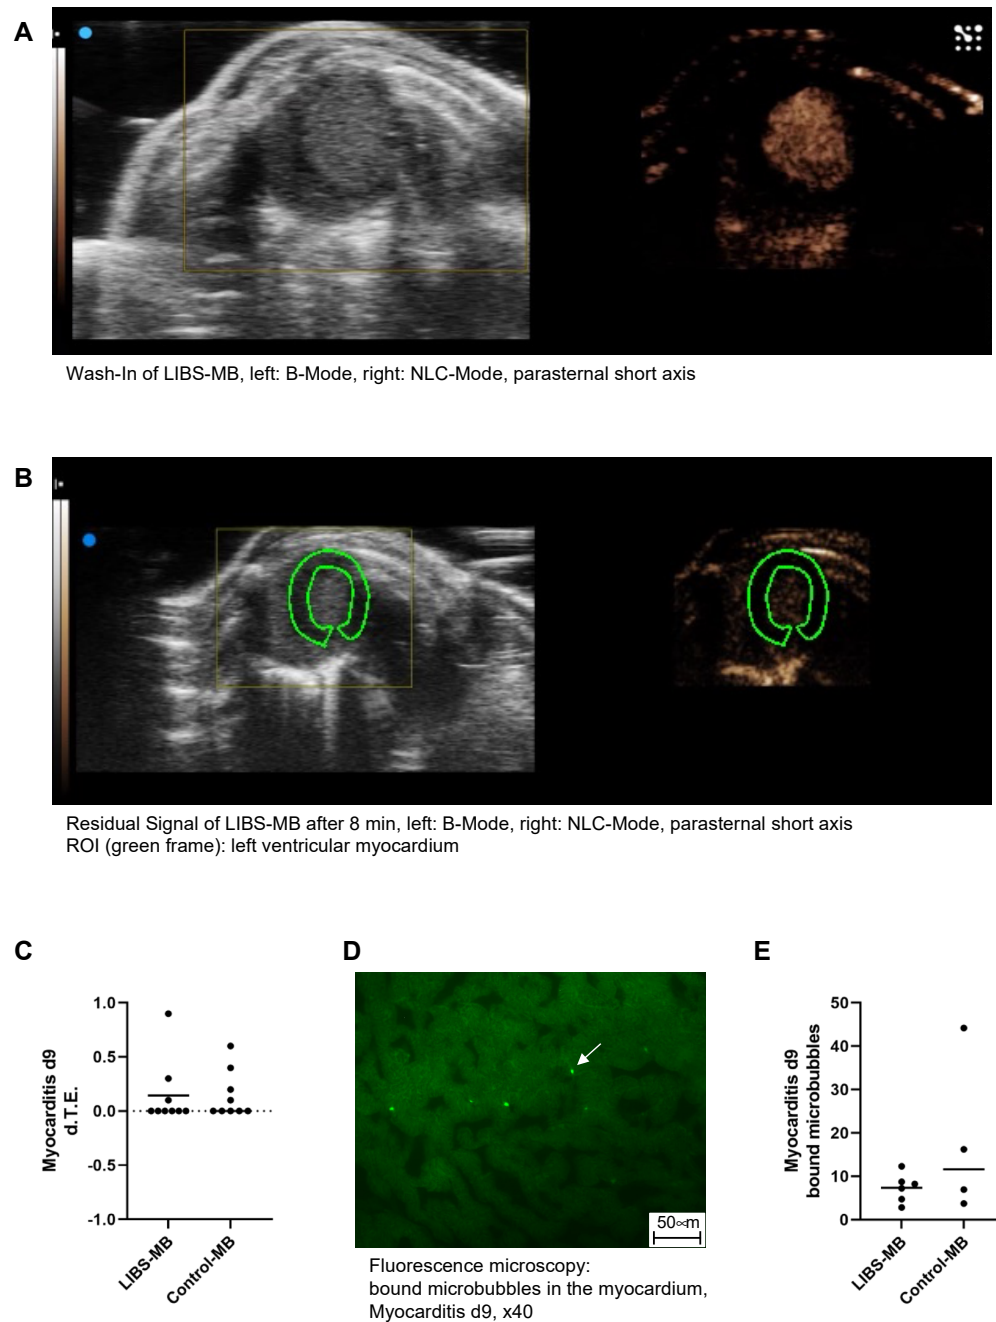 A
Wash-In of LIBS-MB, left: B-Mode, right: NLC-Mode, parasternal short axis
B
Residual Signal of LIBS-MB after 8 min, left: B-Mode, right: NLC-Mode, parasternal short axis
ROI (green frame): left ventricular myocardium
C
Myocarditis d9
d.T.E.
1.0
0.5
0.0
-0.5
-1.0
LIBS-MB
Control-MB
D
50∝m
Fluorescence microscopy:
bound microbubbles in the myocardium,
Myocarditis d9, x40
E
Myocarditis d9
bound microbubbles
50
40
30
20
10
0
LIBS-MB
Control-MB